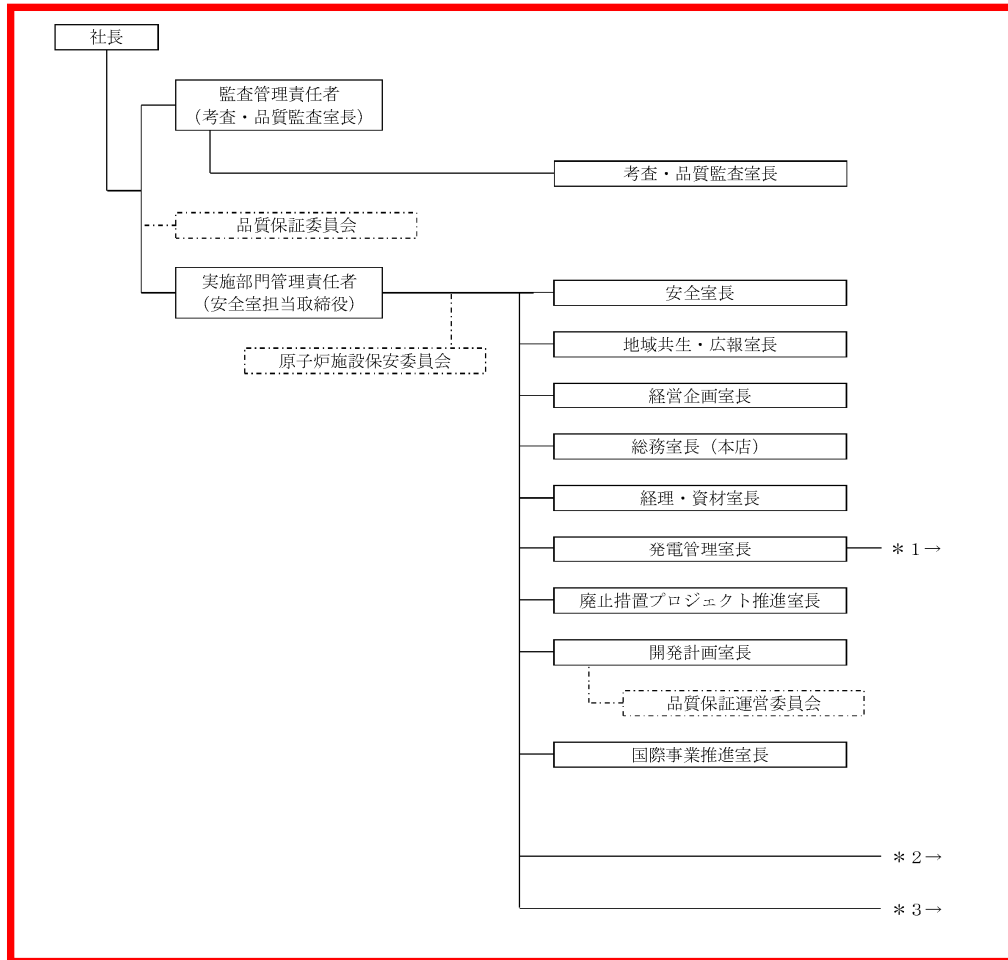 社長
監査管理責任者
(考査・品質監査室長)
考査・品質監査室長
品質保証委員会
実施部門管理責任者
(安全室担当取締役)
安全室長
地域共生・広報室長
原子炉施設保安委員会
経営企画室長
総務室長(本店)
経理・資材室長
発電管理室長
＊1→
廃止措置プロジェクト推進室長
開発計画室長
品質保証運営委員会
国際事業推進室長
＊2→
＊3→